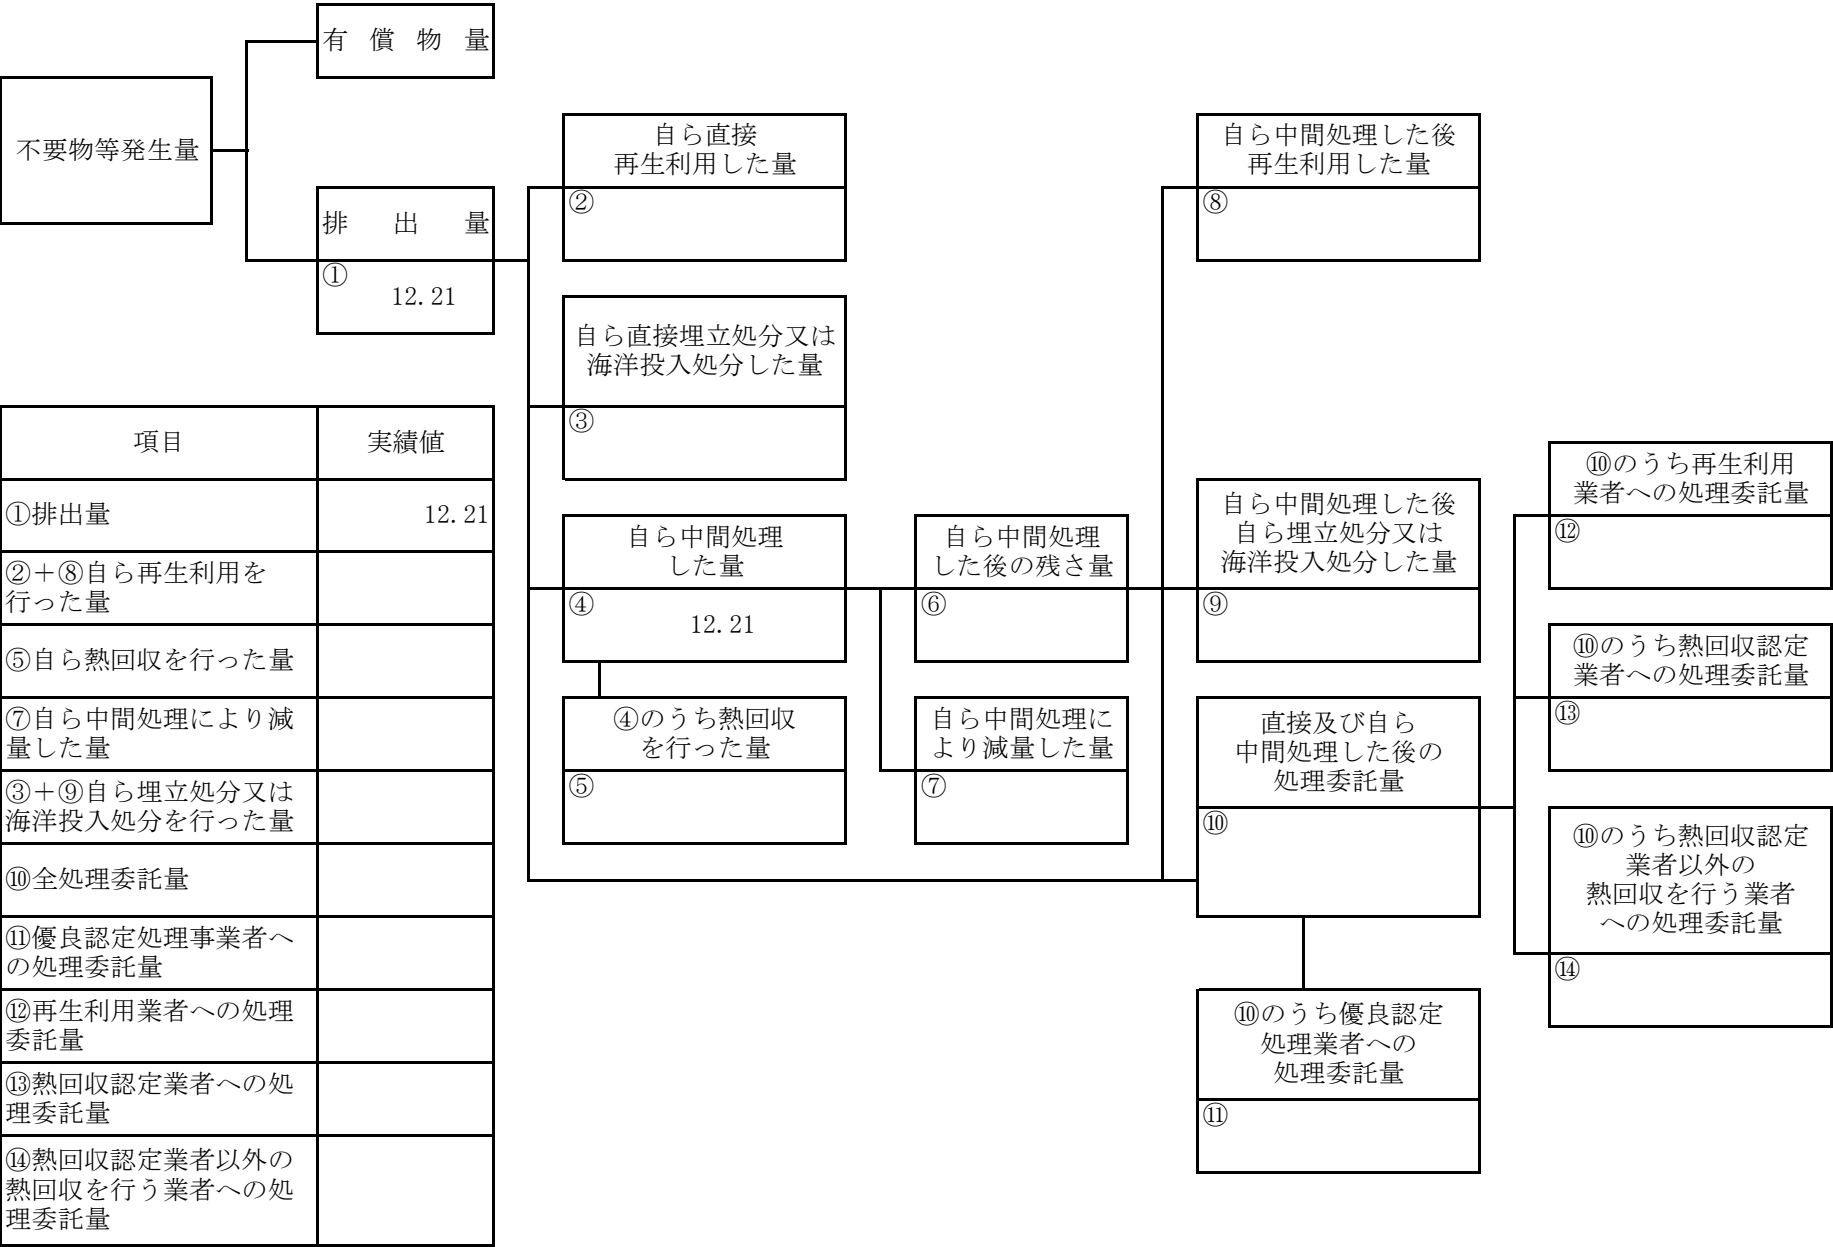 有償物量
不要物等発生量
排出量
①
12.21
自ら直接
再生利用した量
②
自ら直接埋立処分又は
海洋投入処分した量
③
自ら中間処理
した量
④
12.21
④のうち熱回収
を行った量
⑤
自ら中間処理
した後の残さ量
⑥
自ら中間処理に
より減量した量
⑦
自ら中間処理した後
再生利用した量
⑧
自ら中間処理した後
自ら埋立処分又は
海洋投入処分した量
⑨
直接及び自ら
中間処理した後の
処理委託量
⑩
⑩のうち優良認定
処理業者への
処理委託量
⑪
⑩のうち再生利用
業者への処理委託量
⑫
⑩のうち熱回収認定
業者への処理委託量
⑬
⑩のうち熱回収認定
業者以外の
熱回収を行う業者
への処理委託量
⑭
項目 実績値
①排出量 12.21
②＋⑧自ら再生利用を
行った量
⑤自ら熱回収を行った量
⑦自ら中間処理により減
量した量
③＋⑨自ら埋立処分又は
海洋投入処分を行った量
⑩全処理委託量
⑪優良認定処理事業者へ
の処理委託量
⑫再生利用業者への処理
委託量
⑬熱回収認定業者への処
理委託量
⑭熱回収認定業者以外の
熱回収を行う業者への処
理委託量